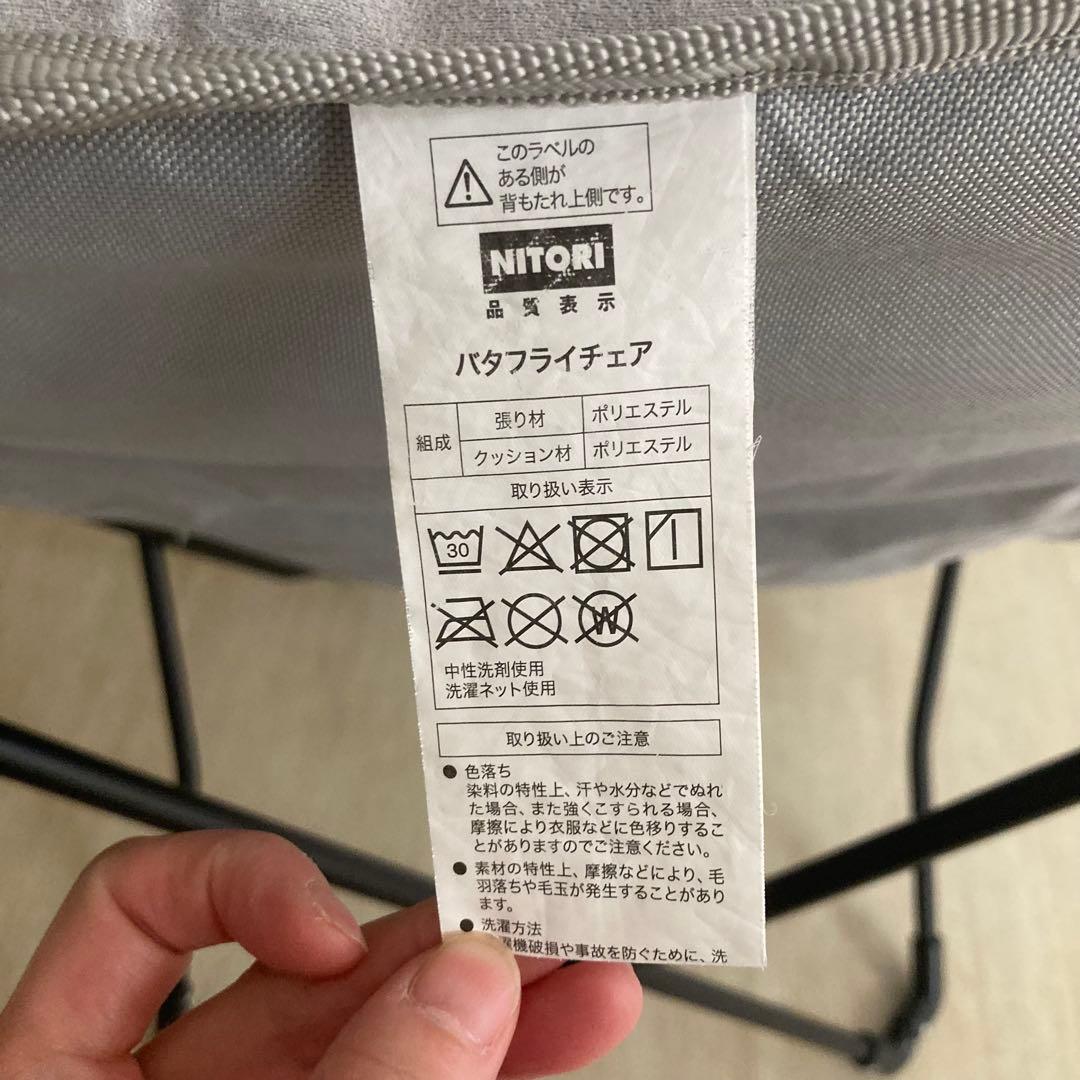 このラベルの
ある側が
背もたれ上側です。
NITORI
品質表示
バタフライチェア
組成 張り材 ポリエステル
クッション材 ポリエステル
取り扱い表示
30
W
中性洗剤使用
洗濯ネット使用
取り扱い上のご注意
● 色落ち
染料の特性上、汗や水分などでぬれ
た場合、また強くこすられる場合、
摩擦により衣服などに色移りするこ
とがありますのでご注意ください。
● 素材の特性上、摩擦などにより、毛
羽落ちや毛玉が発生することがあり
ます。
● 洗濯方法
濯機破損や事故を防ぐために、洗